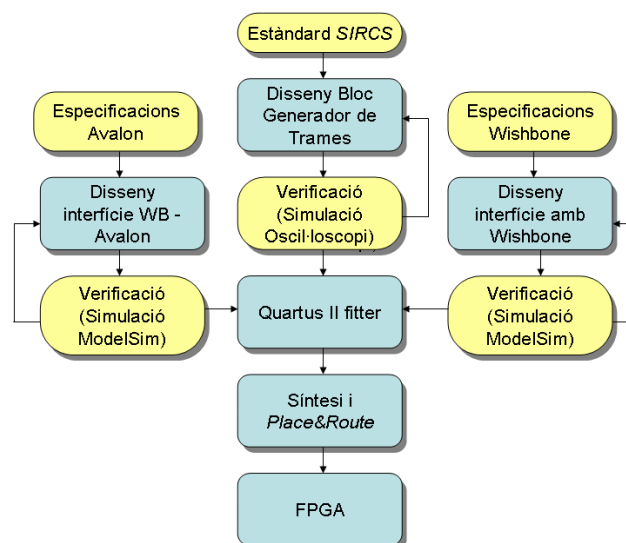 Estàndard SIRCS
Disseny Bloc
Generador de
Trames
Especificacions
Avalon
Especificacions
Wishbone
Disseny
interfície WB -
Avalon
Verificació
(Simulació
Oscil·loscopi)
Disseny
interfície amb
Wishbone
Verificació
(Simulació
ModelSim)
Quartus II fitter
Verificació
(Simulació
ModelSim)
Síntesi i
Place&Route
FPGA